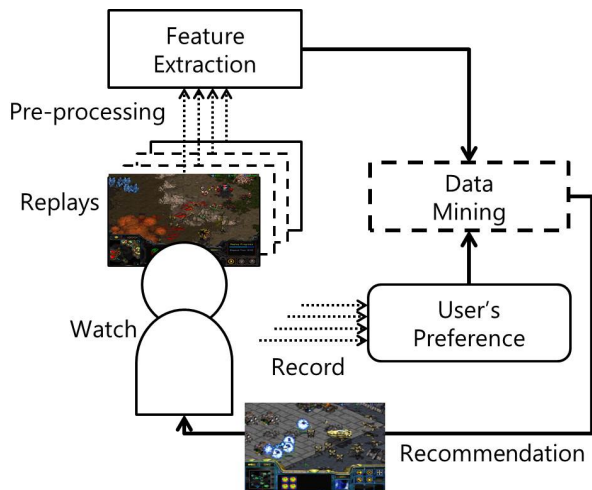 Feature
Extraction
Pre-processing
Replays
Data
Mining
User's
Preference
Watch
Record
Recommendation